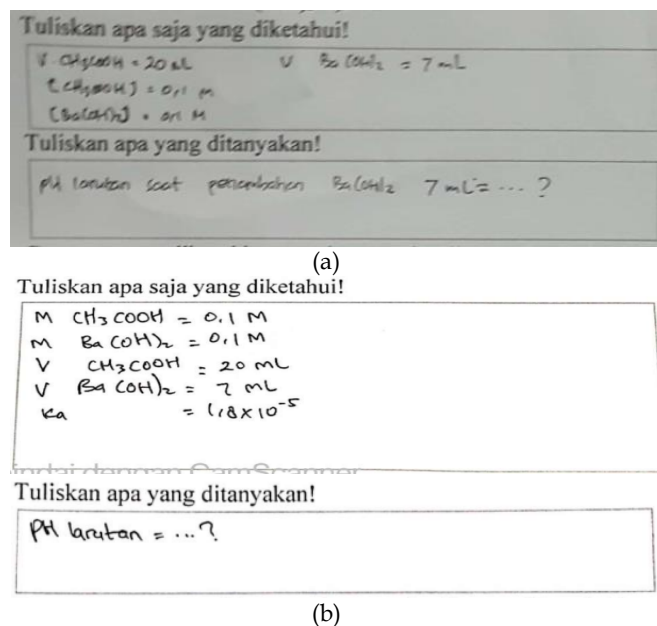 Tuliskan apa saja yang diketahui!
V CH3COOH = 20 mL V Ba(OH)2 = 7 mL
[CH3COOH] = 0,1 M
[Ba(OH)2] = 0,1 M
Tuliskan apa yang ditanyakan!
pH larutan saat penambahan Ba(OH)2 7 mL = ... ?
(a)
Tuliskan apa saja yang diketahui!
M CH3COOH = 0,1 M
M Ba(OH)2 = 0,1 M
V CH3COOH = 20 mL
V Ba(OH)2 = 7 mL
Ka = 1,8 x 10⁻⁵
Tuliskan apa yang ditanyakan!
PH larutan = ... ?
(b)